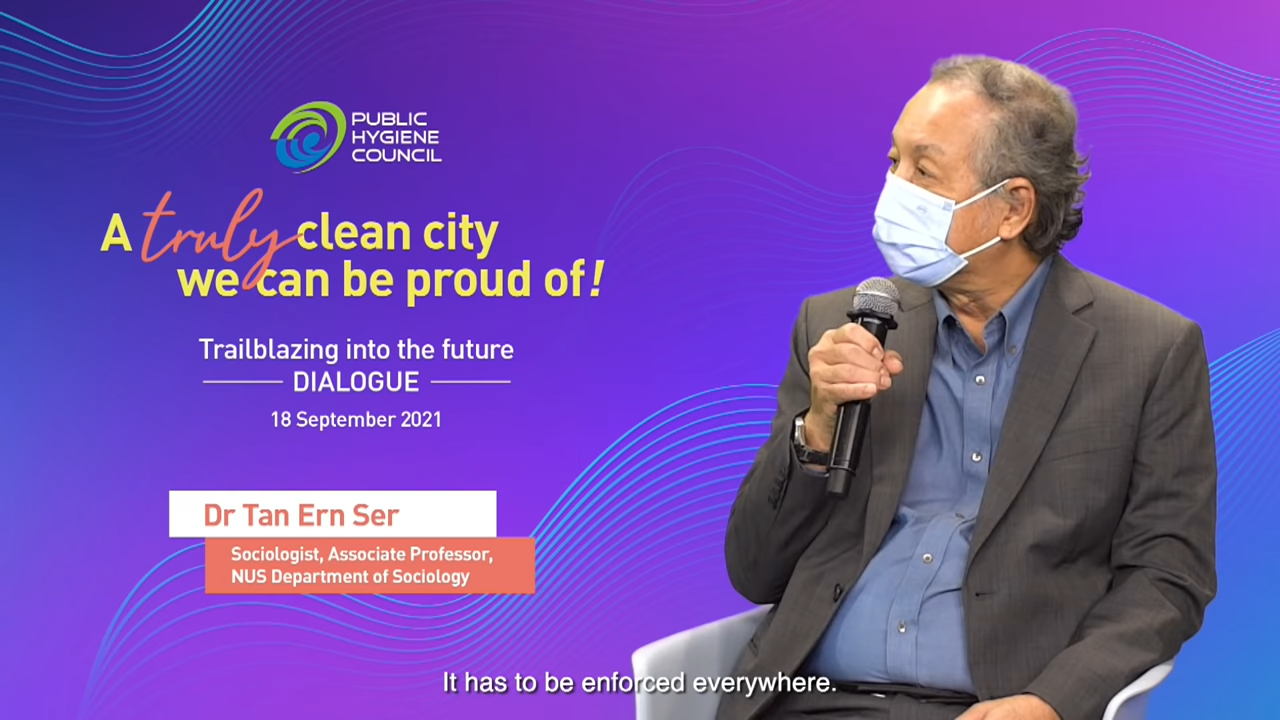 PUBLIC
HYGIENE
COUNCIL
A truly clean city
we can be proud of!
Trailblazing into the future
DIALOGUE
18 September 2021
Dr Tan Ern Ser
Sociologist, Associate Professor,
NUS Department of Sociology
It has to be enforced everywhere.